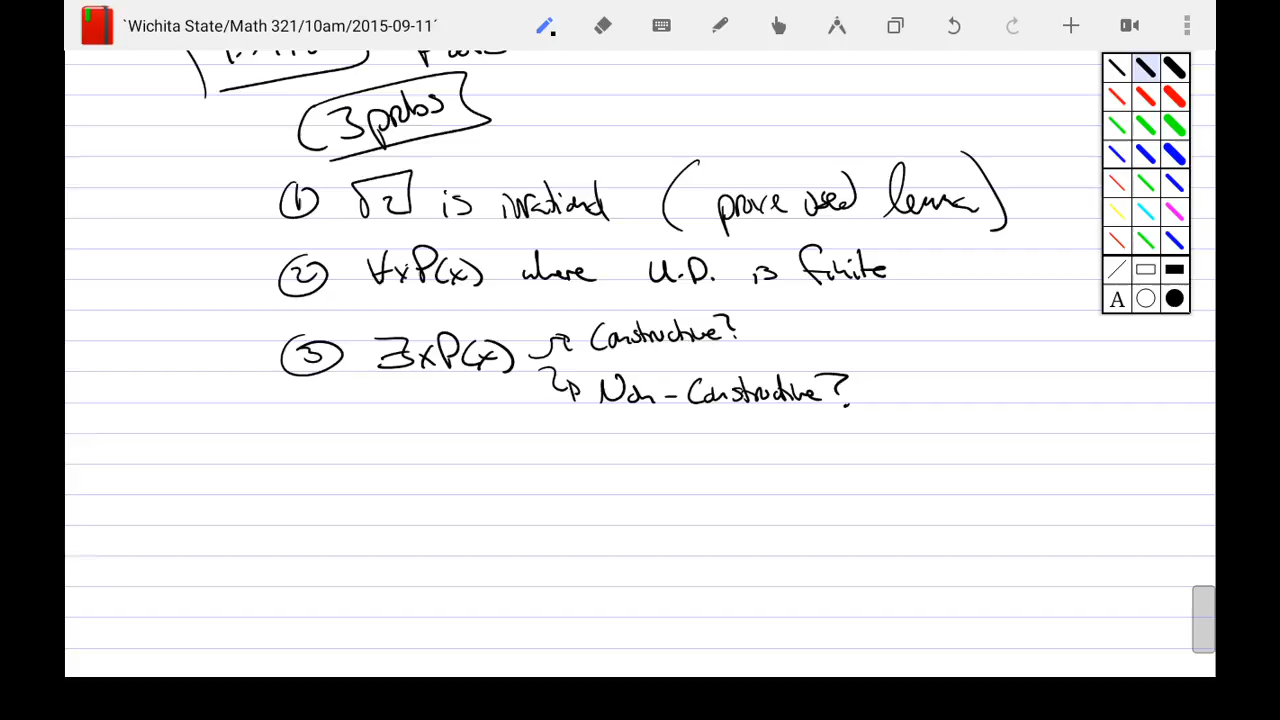 `Wichita State/Math 321/10am/2015-09-11´
3 probs
① √2 is irrational (prove used lemma)
② ∀xP(x) where U.D. is finite
③ ∃xP(x) → Constructive?
→ Non-Constructive?
A